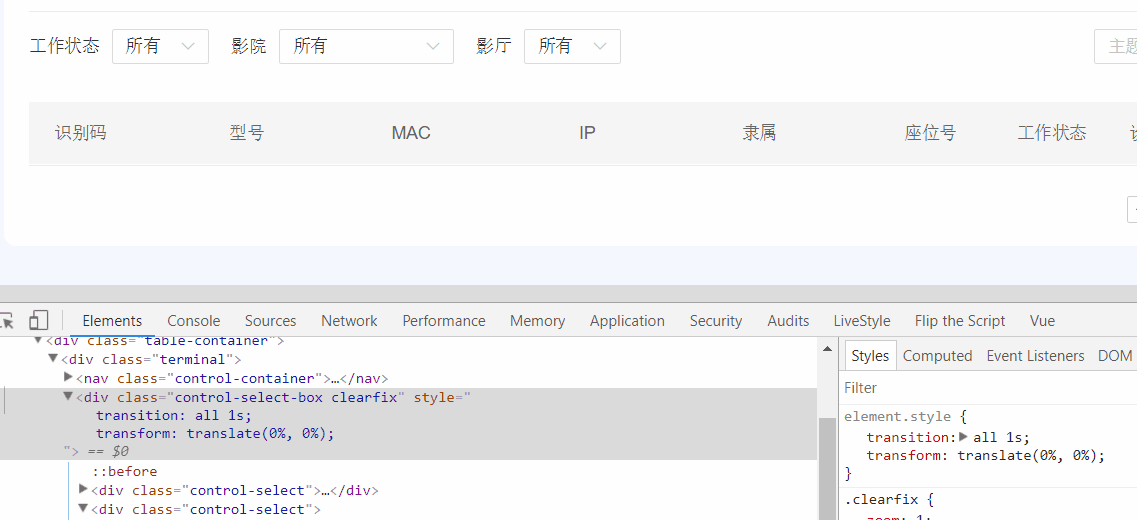 工作状态 所有 影院 所有 影厅 所有
识别码 型号 MAC IP 隶属 座位号 工作状态
Elements Console Sources Network Performance Memory Application Security Audits LiveStyle Flip the Script Vue
<div class="table-container">
<div class="terminal">
<nav class="control-container">…</nav>
<div class="control-select-box clearfix" style="
transition: all 1s;
transform: translate(0%, 0%);
"> == $0
::before
<div class="control-select">…</div>
<div class="control-select">
Styles Computed Event Listeners DOM
Filter
element.style {
transition: all 1s;
transform: translate(0%, 0%);
}
.clearfix {
zoom: 1;